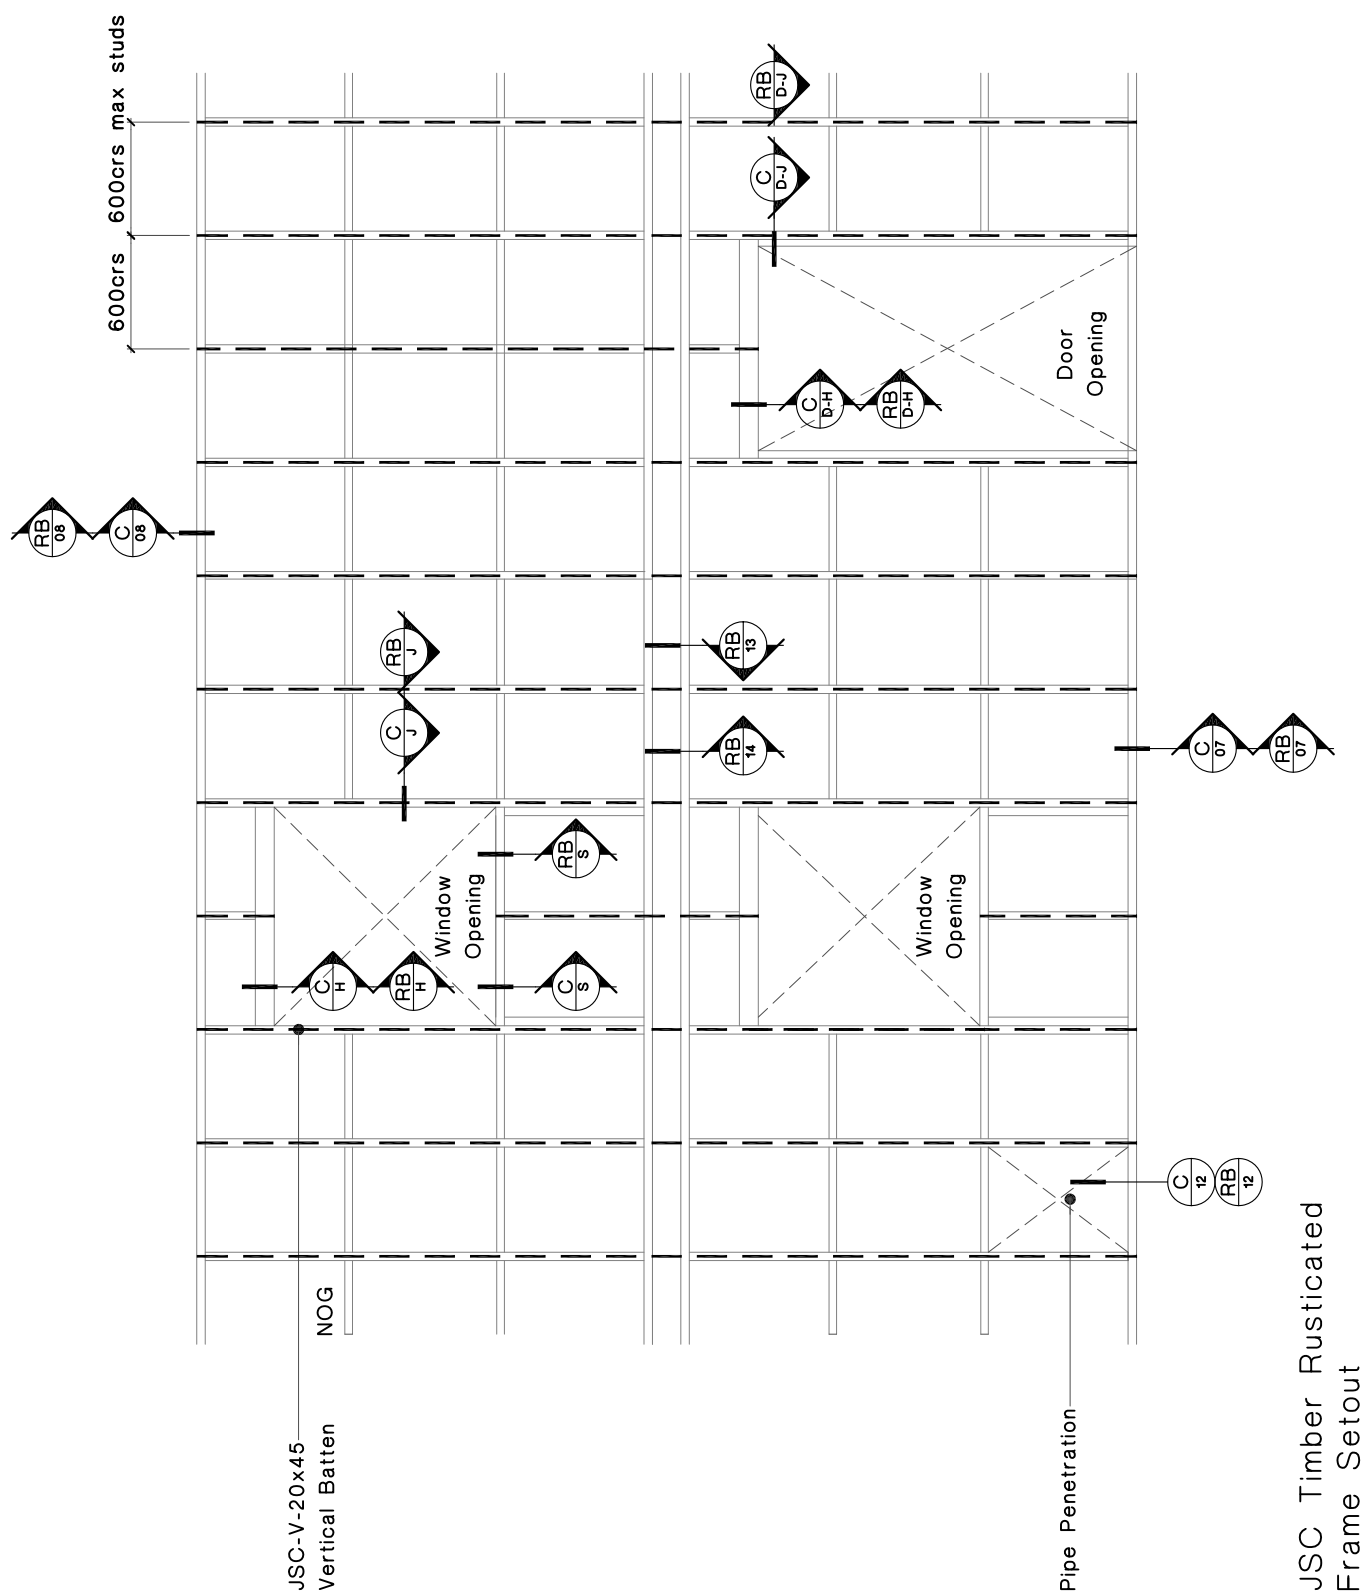 600crs
600crs max studs
RB
08
C
08
RB
D-J
C
D-J
C
D-H
RB
D-H
Door
Opening
RB
J
C
J
RB
13
RB
14
C
07
RB
07
Window
Opening
RB
S
C
H
RB
H
C
S
Window
Opening
C
12
RB
12
NOG
JSC-V-20x45
Vertical Batten
Pipe Penetration
JSC Timber Rusticated
Frame Setout